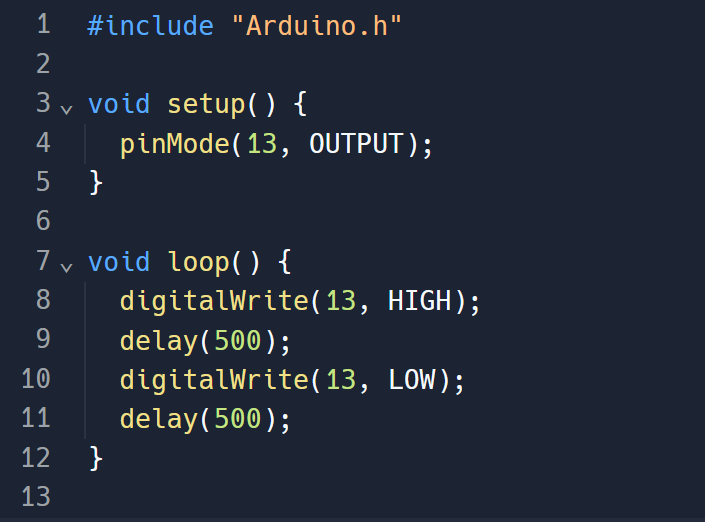 1 #include "Arduino.h"
2
3 void setup() {
4   pinMode(13, OUTPUT);
5 }
6
7 void loop() {
8   digitalWrite(13, HIGH);
9   delay(500);
10   digitalWrite(13, LOW);
11   delay(500);
12 }
13